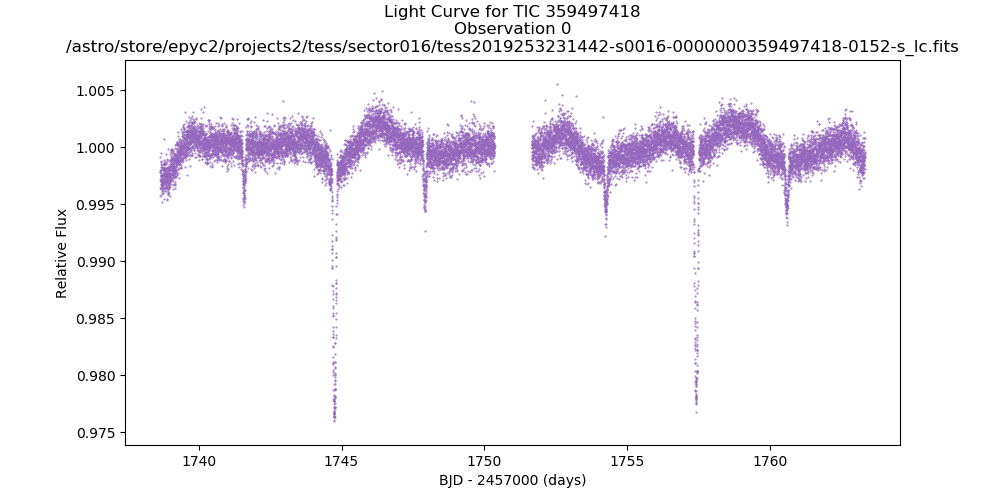 Light Curve for TIC 359497418
Observation 0
/astro/store/epyc2/projects2/tess/sector016/tess2019253231442-s0016-0000000359497418-0152-s_lc.fits
1.005
1.000
0.995
0.990
0.985
0.980
0.975
Relative Flux
1740
1745
1750
1755
1760
BJD - 2457000 (days)